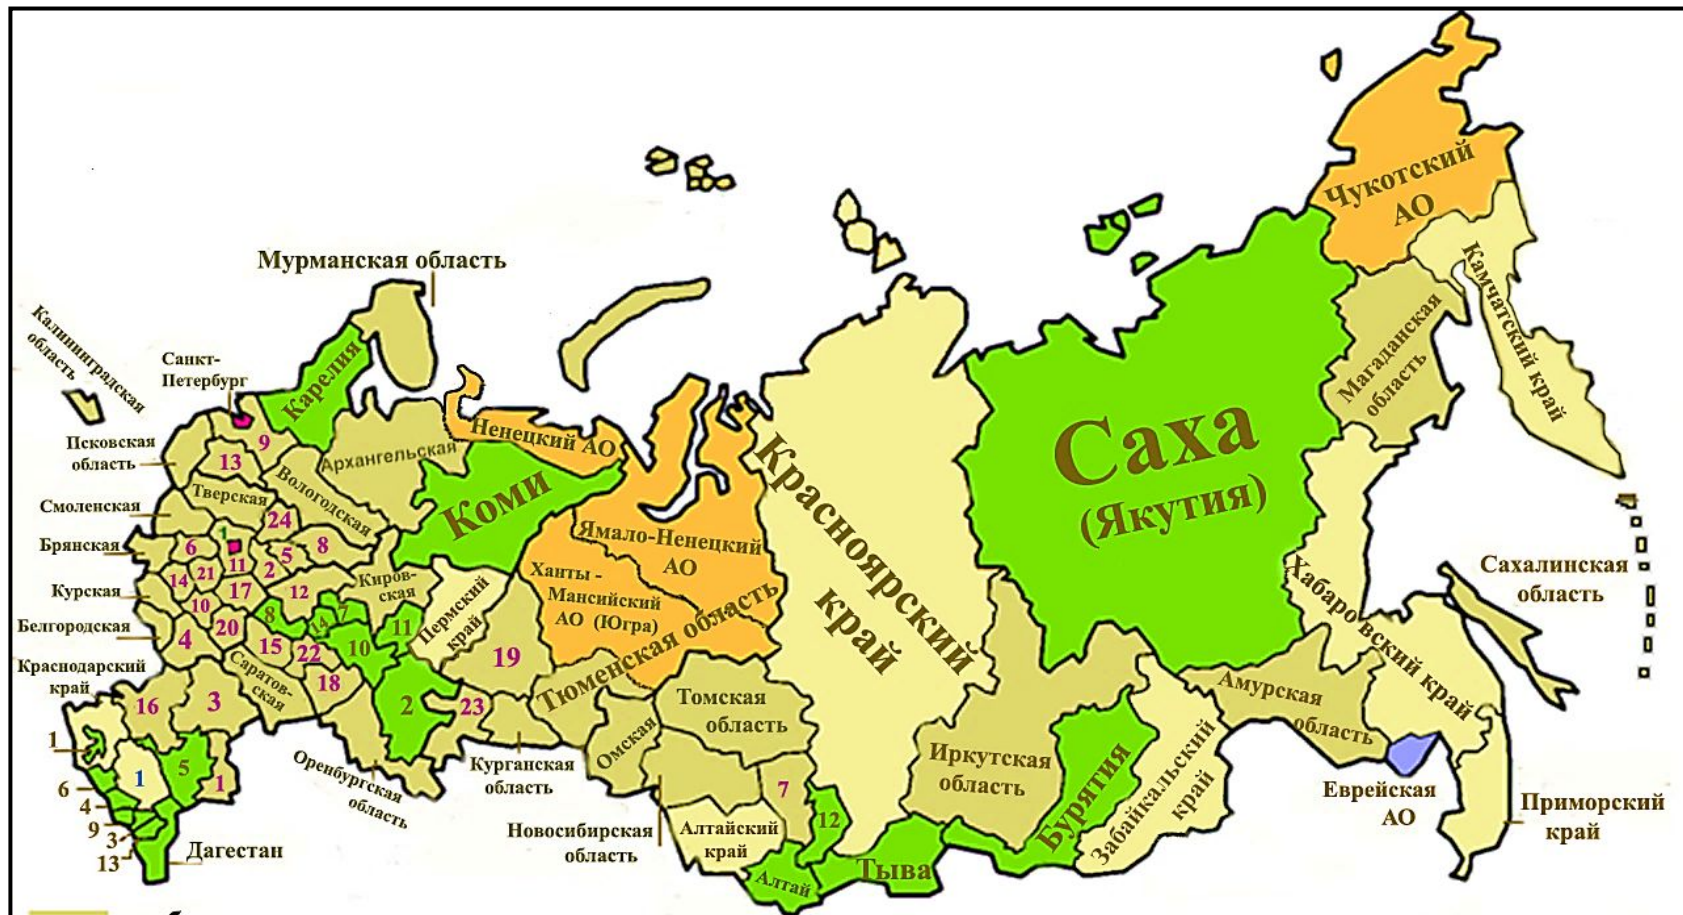 Чукотский
АО
Камчатский край
Мурманская область
Магаданская
область
Калининградская
область
Санкт-
Петербург
Карелия
Саха
(Якутия)
Красноярский
край
Ненецкий АО
Псковская
область
9
13
Архангельская
Вологодская
Коми
Тверская
Смоленская
24
Ямало-Ненецкий
АО
Брянская
1
6
11
5
8
2
Ханты -
Мансийский
АО (Югра)
Хабаровский край
Сахалинская
область
Курская
14
21
17
12
Киров-
ская
Пермский
край
Тюменская область
Белгородская
10
4
20
8
14
7
11
15
22
10
19
Краснодарский
край
Саратов-
ская
18
16
3
2
23
Томская
область
Амурская
область
1
1
5
1
Оренбургская
область
Курганская
область
Омская
Иркутская
область
Бурятия
Забайкальский
край
6
4
9
3
13
Дагестан
Новосибирская
область
7
12
Алтайский
край
Еврейская
АО
Приморский
край
Алтай
Тыва